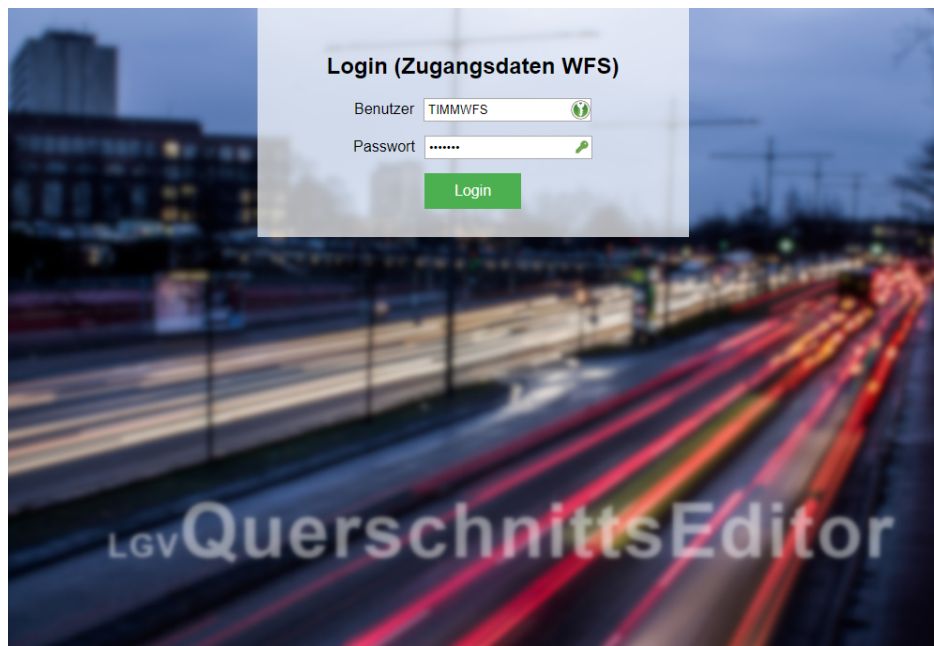 Login (Zugangsdaten WFS)
Benutzer TIMMWFS
Passwort •••••••
Login
LGVQuerschnittsEditor